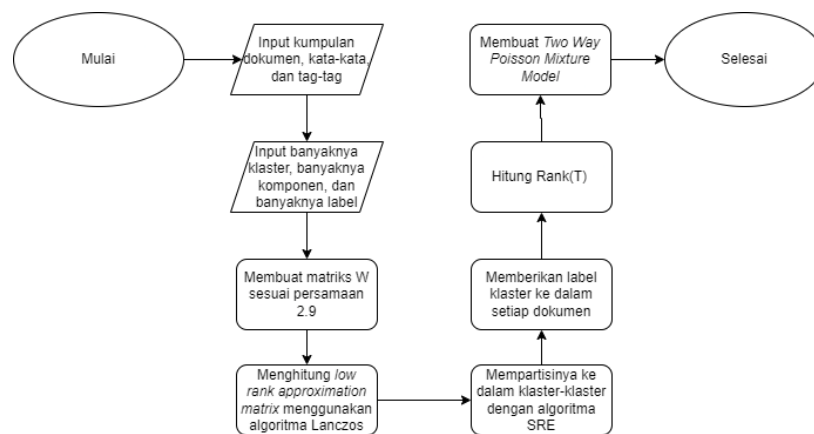 Mulai
Input kumpulan
dokumen, kata-kata,
dan tag-tag
Input banyaknya
klaster, banyaknya
komponen, dan
banyaknya label
Membuat matriks W
sesuai persamaan
2.9
Menghitung low
rank approximation
matrix menggunakan
algoritma Lanczos
Mempartisinya ke
dalam klaster-klaster
dengan algoritma
SRE
Memberikan label
klaster ke dalam
setiap dokumen
Hitung Rank(T)
Membuat Two Way
Poisson Mixture
Model
Selesai